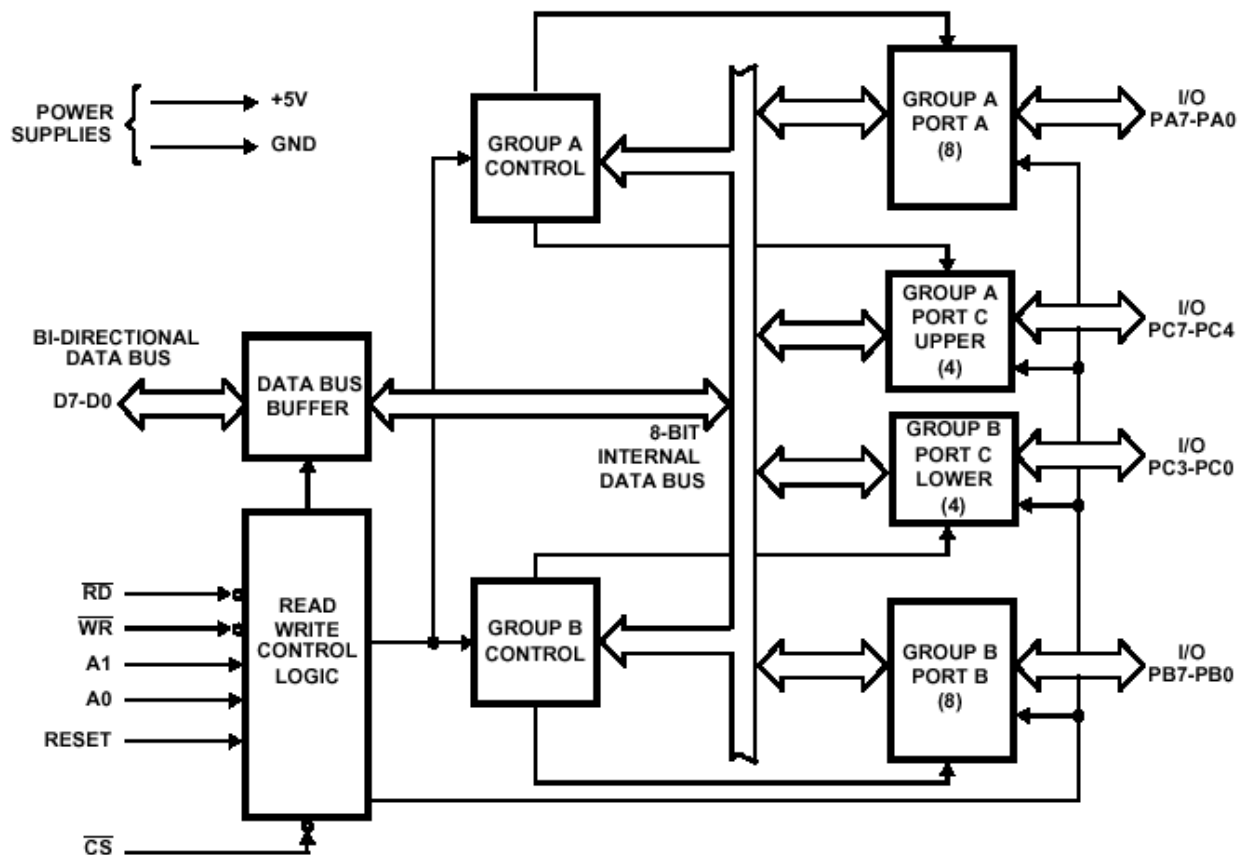 POWER
SUPPLIES
+5V
GND
GROUP A
CONTROL
GROUP A
PORT A
(8)
I/O
PA7-PA0
GROUP A
PORT C
UPPER
(4)
I/O
PC7-PC4
BI-DIRECTIONAL
DATA BUS
D7-D0
DATA BUS
BUFFER
8-BIT
INTERNAL
DATA BUS
GROUP B
PORT C
LOWER
(4)
I/O
PC3-PC0
RD
WR
A1
A0
RESET
CS
READ
WRITE
CONTROL
LOGIC
GROUP B
CONTROL
GROUP B
PORT B
(8)
I/O
PB7-PB0